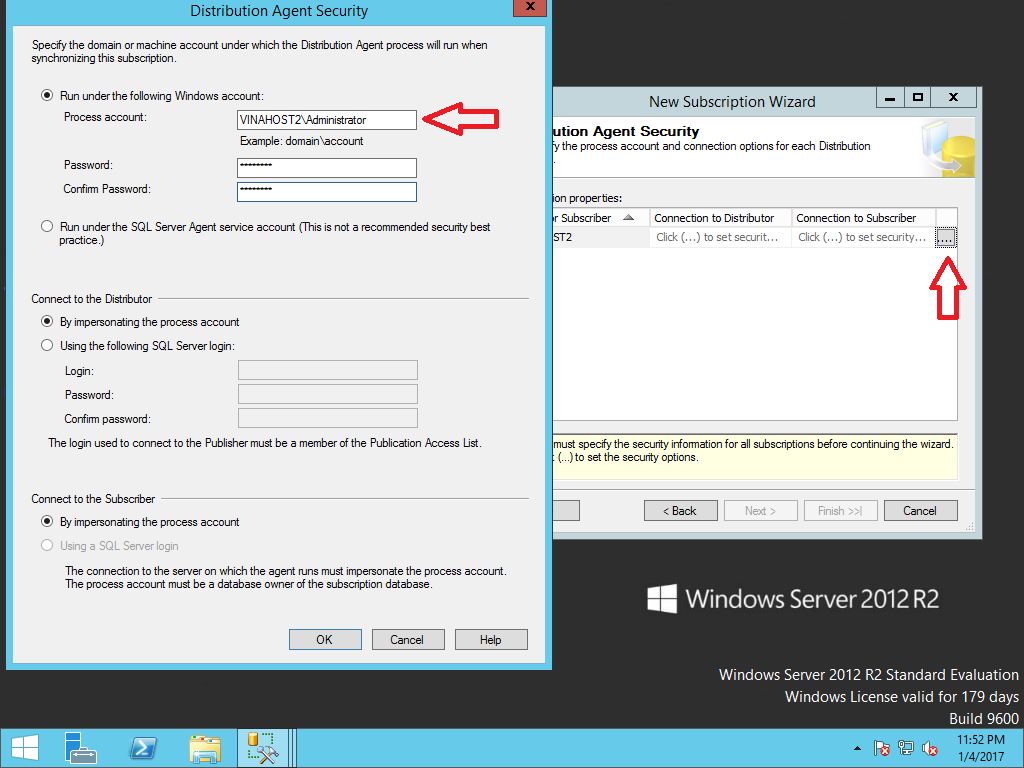 Distribution Agent Security
X
Specify the domain or machine account under which the Distribution Agent process will run when
synchronizing this subscription.
Run under the following Windows account:
Process account:
VINAHOST2\Administrator
Example: domain\account
Password:
********
Confirm Password:
********
Run under the SQL Server Agent service account (This is not a recommended security best
practice.)
Connect to the Distributor
By impersonating the process account
Using the following SQL Server login:
Login:
Password:
Confirm password:
The login used to connect to the Publisher must be a member of the Publication Access List.
Connect to the Subscriber
By impersonating the process account
Using a SQL Server login
The connection to the server on which the agent runs must impersonate the process account.
The process account must be a database owner of the subscription database.
OK
Cancel
Help
New Subscription Wizard
X
ution Agent Security
fy the process account and connection options for each Distribution
.
ion properties:
or Subscriber
Connection to Distributor
Connection to Subscriber
ST2
Click (...) to set securit...
Click (...) to set security...
....
must specify the security information for all subscriptions before continuing the wizard.
(...) to set the security options.
< Back
Next >
Finish >>|
Cancel
Windows Server 2012 R2
Windows Server 2012 R2 Standard Evaluation
Windows License valid for 179 days
Build 9600
11:52 PM
1/4/2017